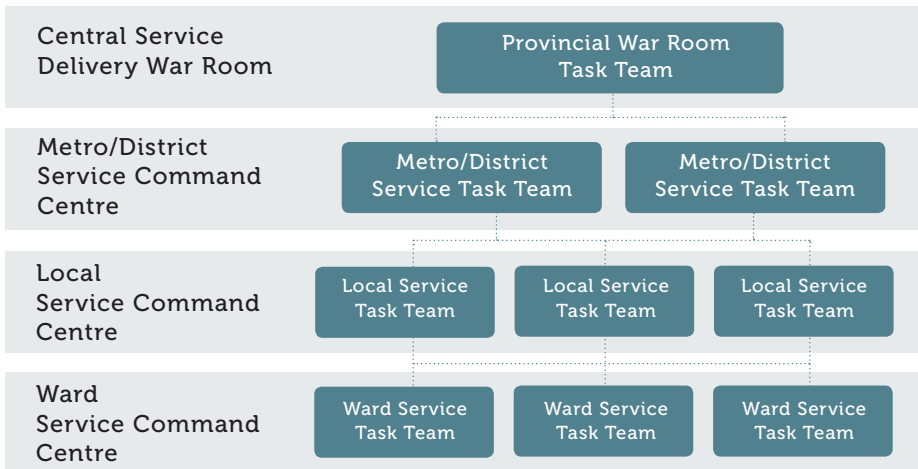 Central Service
Delivery War Room
Provincial War Room
Task Team
Metro/District
Service Command
Centre
Metro/District
Service Task Team
Metro/District
Service Task Team
Local
Service Command
Centre
Local Service
Task Team
Local Service
Task Team
Local Service
Task Team
Ward
Service Command
Centre
Ward Service
Task Team
Ward Service
Task Team
Ward Service
Task Team